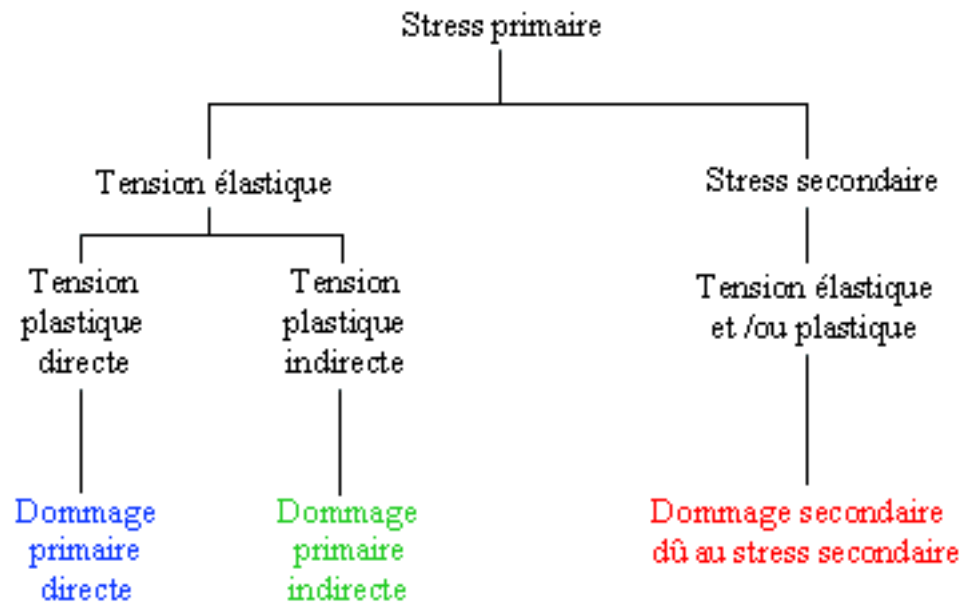 Stress primaire
Tension élastique
Stress secondaire
Tension
plastique
directe
Tension
plastique
indirecte
Tension élastique
et /ou plastique
Dommage
primaire
directe
Dommage
primaire
indirecte
Dommage secondaire
dû au stress secondaire